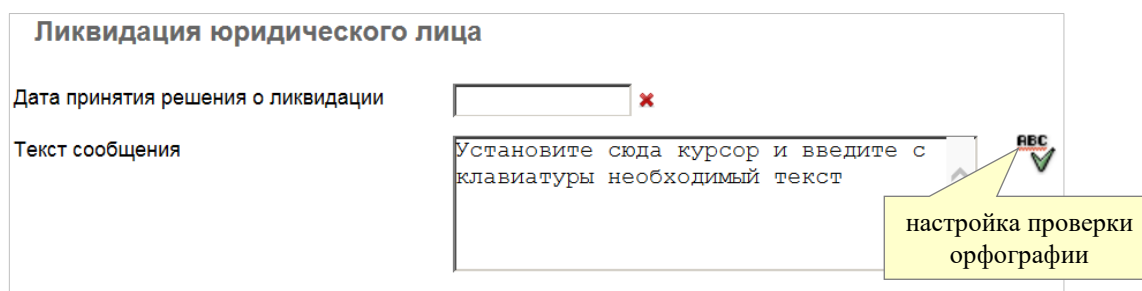 Ликвидация юридического лица
Дата принятия решения о ликвидации
Текст сообщения
Установите сюда курсор и введите с
клавиатуры необходимый текст
ABC
настройка проверки
орфографии